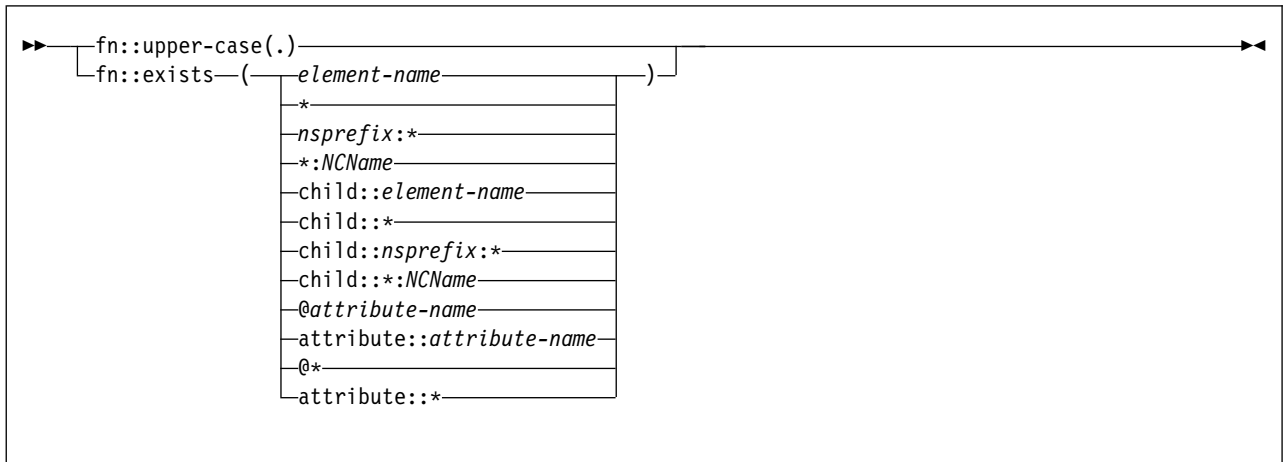 fn::upper-case(.)
fn::exists ( element-name )
*
nsprefix:*
*:NCName
child::element-name
child::*
child::nsprefix:*
child::*:NCName
@attribute-name
attribute::attribute-name
@*
attribute::*